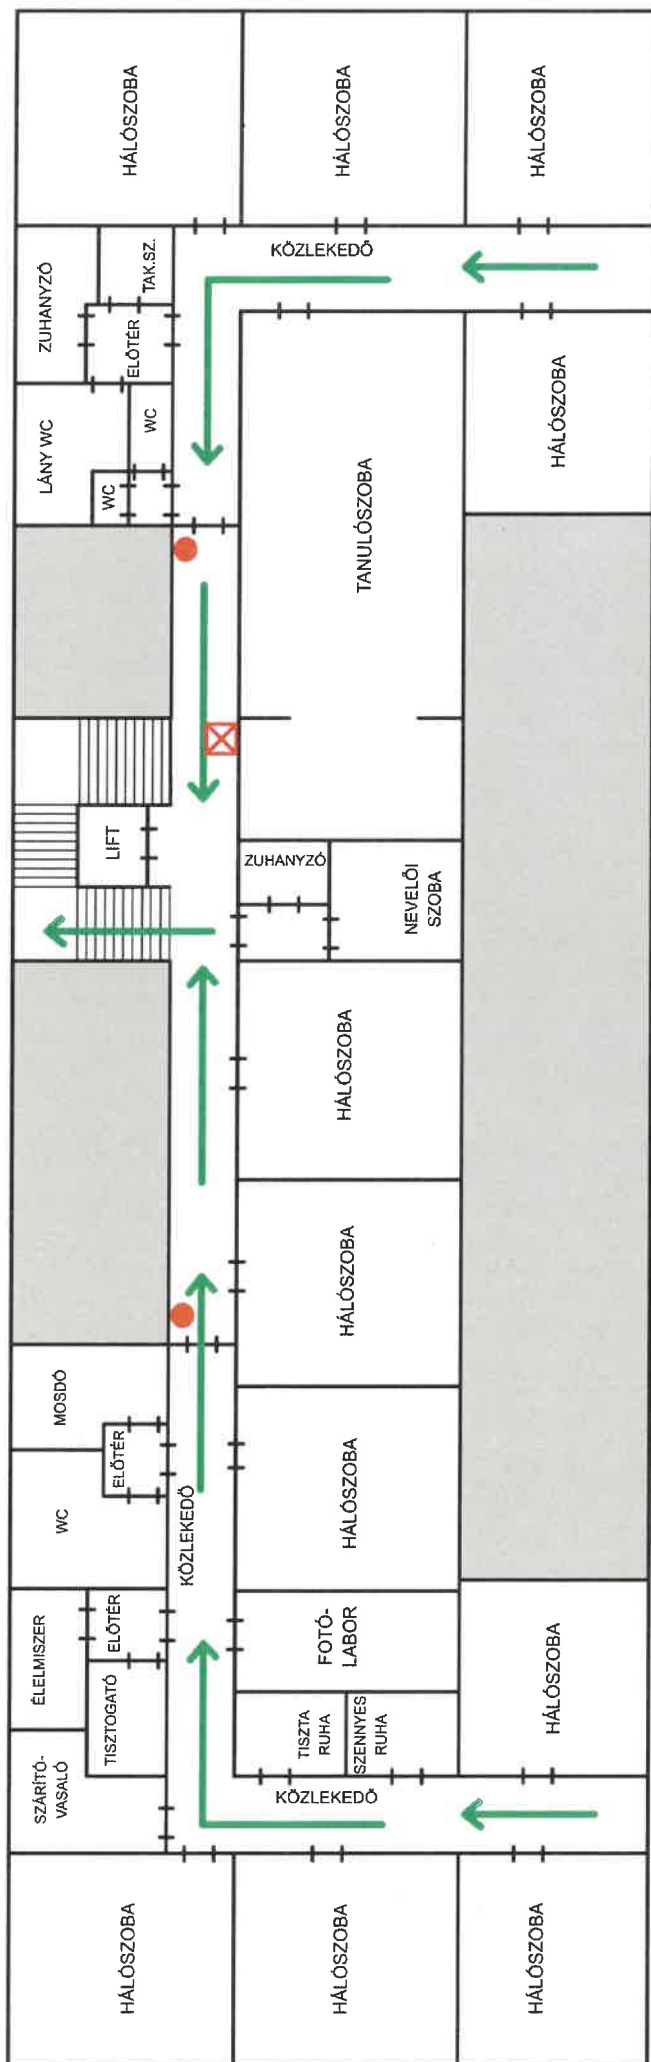 HÁLÓSZOBA
HÁLÓSZOBA
HÁLÓSZOBA
ZUHANYZÓ
TAK.SZ.
KÖZLEKEDŐ
ELŐTÉR
LÁNY WC
WC
WC
HÁLÓSZOBA
TANULÓSZOBA
LIFT
ZUHANYZÓ
NEVELŐI
SZOBA
HÁLÓSZOBA
HÁLÓSZOBA
MOSDÓ
ELŐTÉR
HÁLÓSZOBA
WC
KÖZLEKEDŐ
ÉLELMISZER
ELŐTÉR
FOTÓ-
LABOR
HÁLÓSZOBA
TISZTOGATÓ
TISZTA
RUHA
SZENNYES
RUHA
SZÁRÍTÓ-
VASALÓ
KÖZLEKEDŐ
HÁLÓSZOBA
HÁLÓSZOBA
HÁLÓSZOBA